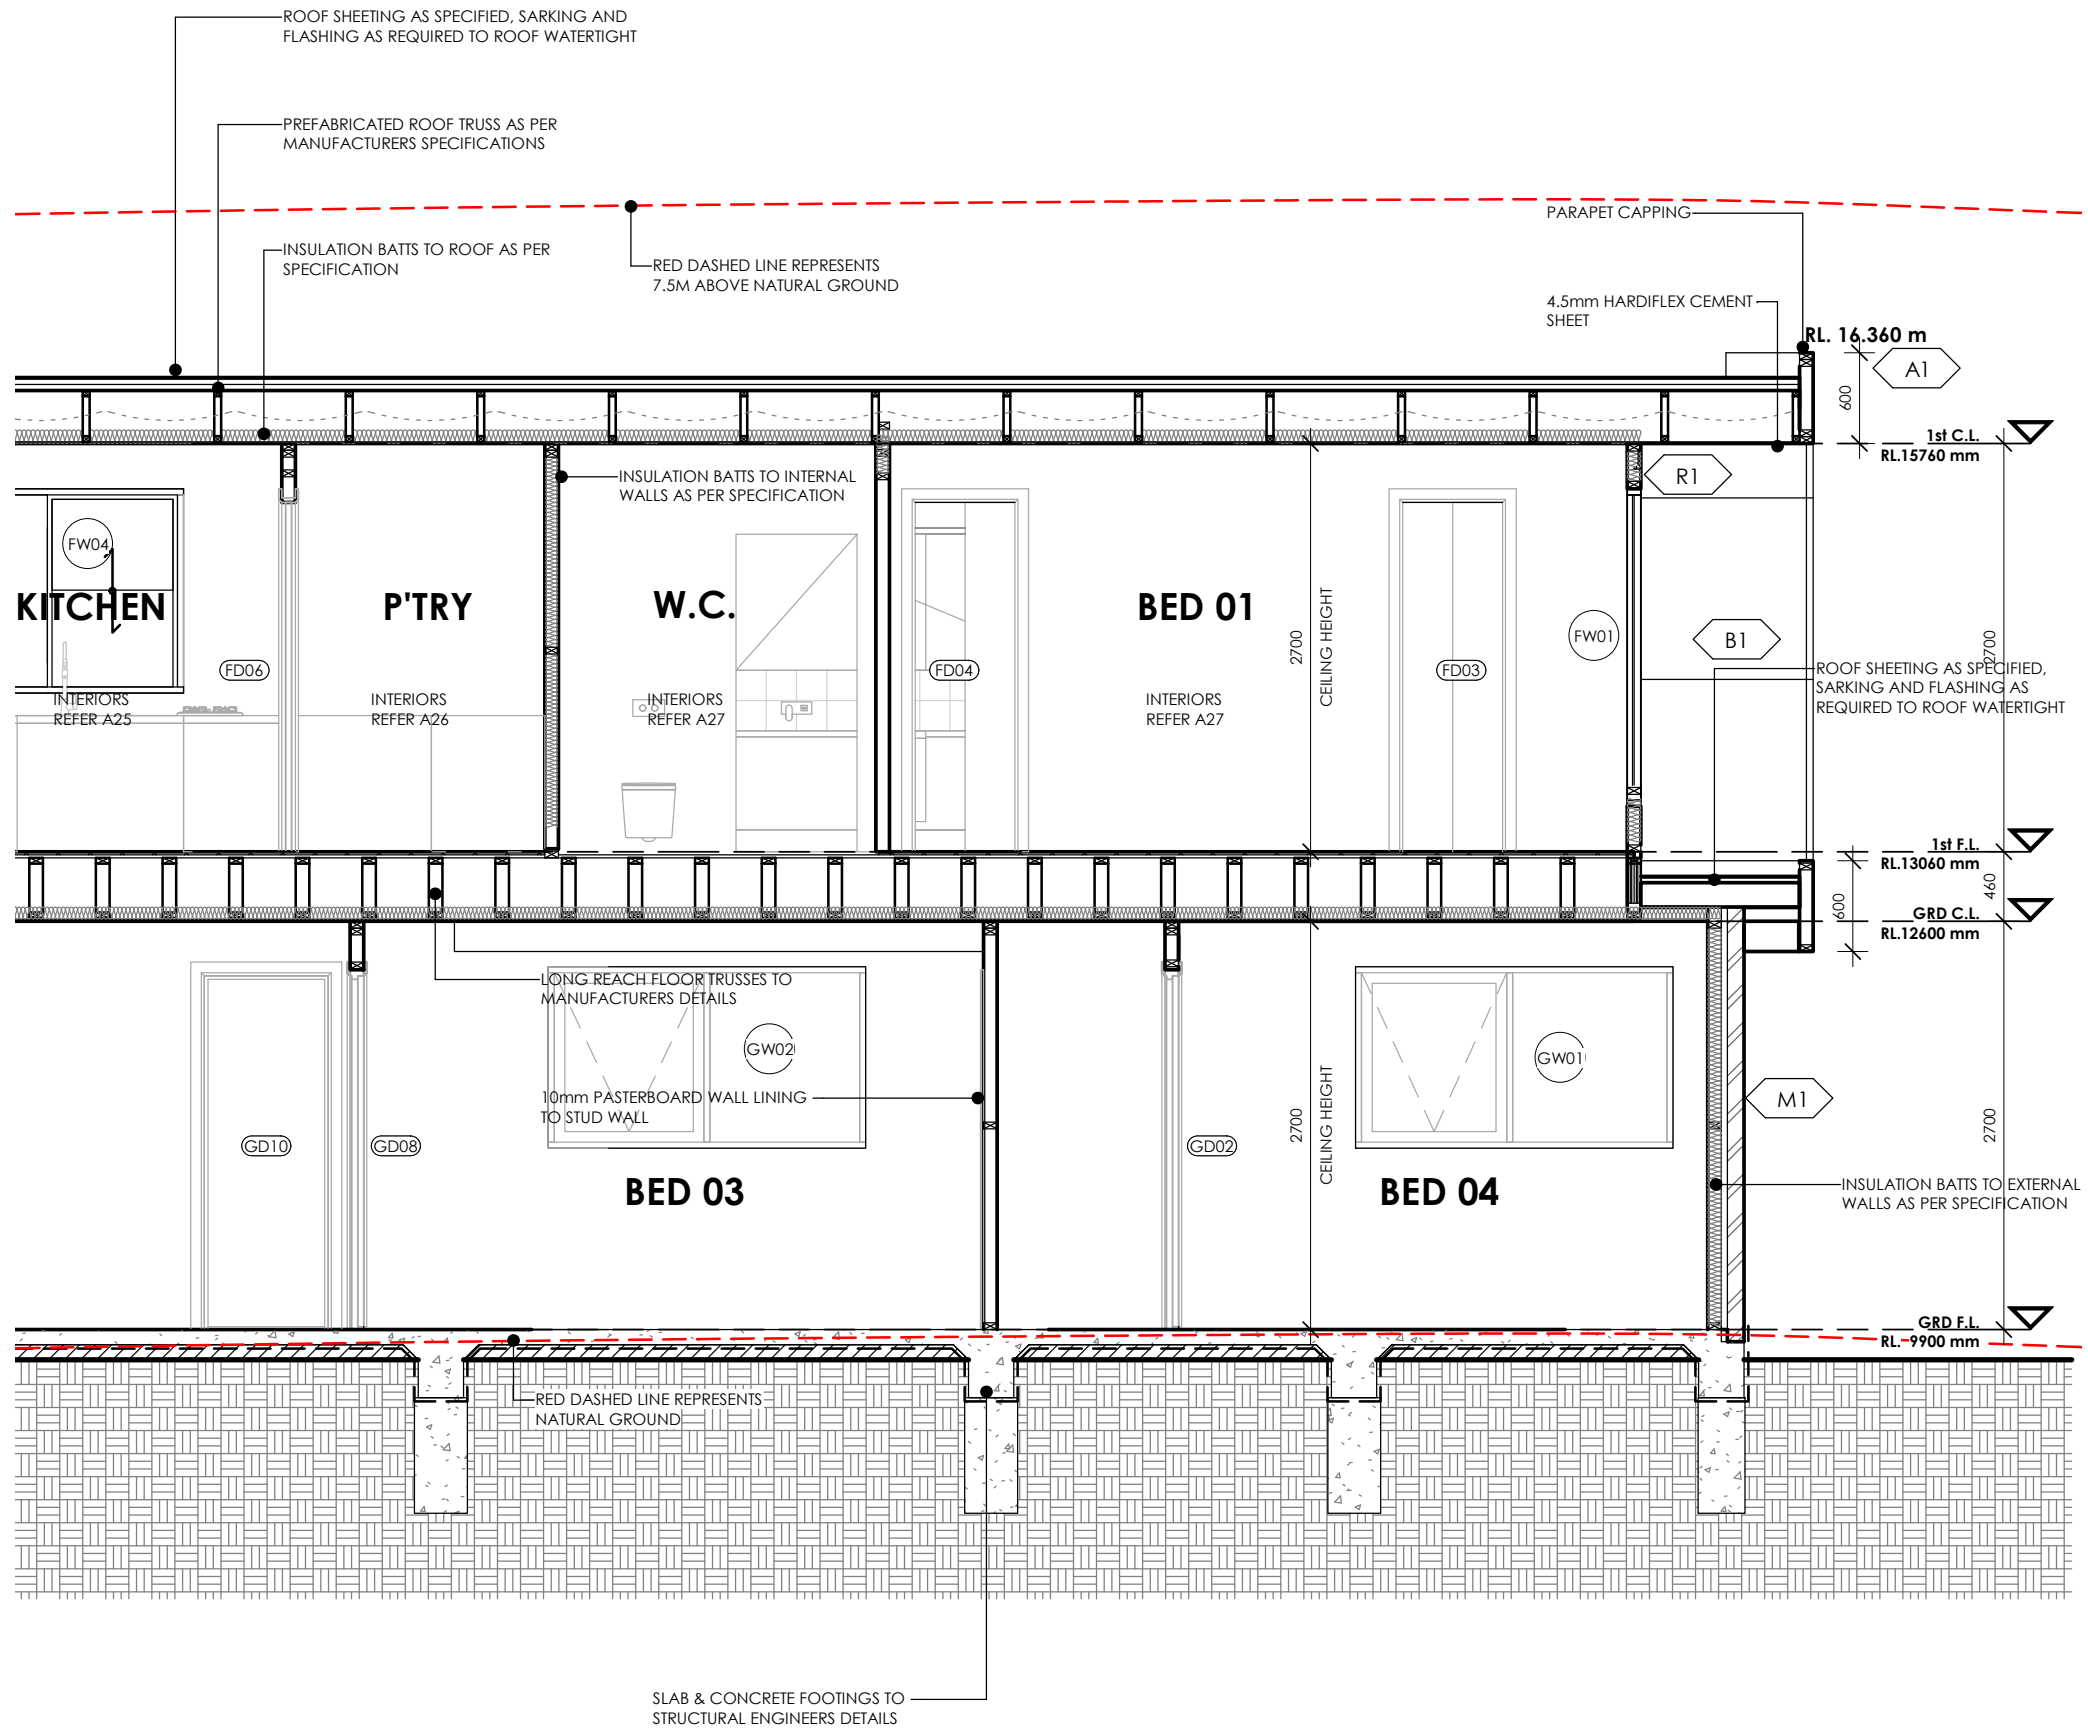 ROOF SHEETING AS SPECIFIED, SARKING AND
FLASHING AS REQUIRED TO ROOF WATERTIGHT
PREFABRICATED ROOF TRUSS AS PER
MANUFACTURERS SPECIFICATIONS
INSULATION BATTS TO ROOF AS PER
SPECIFICATION
RED DASHED LINE REPRESENTS
7.5M ABOVE NATURAL GROUND
PARAPET CAPPING
4.5mm HARDIFLEX CEMENT
SHEET
RL. 16.360 m
A1
600
1st C.L.
RL.15760 mm
INSULATION BATTS TO INTERNAL
WALLS AS PER SPECIFICATION
R1
FW04
KITCHEN
P'TRY
W.C.
BED 01
2700
CEILING HEIGHT
FW01
B1
2700
FD06
FD04
FD03
ROOF SHEETING AS SPECIFIED,
SARKING AND FLASHING AS
REQUIRED TO ROOF WATERTIGHT
INTERIORS
REFER A25
INTERIORS
REFER A26
INTERIORS
REFER A27
INTERIORS
REFER A27
1st F.L.
RL.13060 mm
460
600
GRD C.L.
RL.12600 mm
LONG REACH FLOOR TRUSSES TO
MANUFACTURERS DETAILS
GW02
GW01
10mm PASTERBOARD WALL LINING
TO STUD WALL
2700
CEILING HEIGHT
M1
2700
GD10
GD08
GD02
BED 03
BED 04
INSULATION BATTS TO EXTERNAL
WALLS AS PER SPECIFICATION
GRD F.L.
RL. 9900 mm
RED DASHED LINE REPRESENTS
NATURAL GROUND
SLAB & CONCRETE FOOTINGS TO
STRUCTURAL ENGINEERS DETAILS